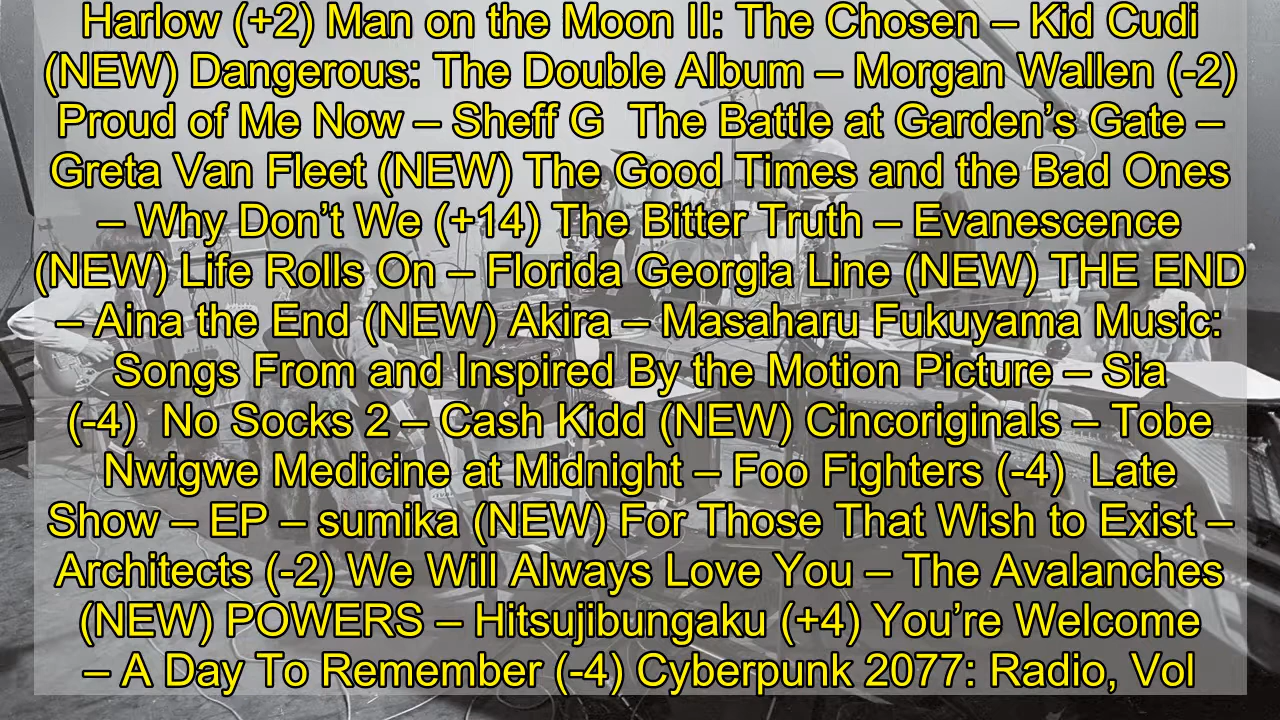 Harlow (+2) Man on the Moon II: The Chosen – Kid Cudi
(NEW) Dangerous: The Double Album – Morgan Wallen (-2)
Proud of Me Now – Sheff G  The Battle at Garden’s Gate –
Greta Van Fleet (NEW) The Good Times and the Bad Ones
– Why Don’t We (+14) The Bitter Truth – Evanescence
(NEW) Life Rolls On – Florida Georgia Line (NEW) THE END
– Aina the End (NEW) Akira – Masaharu Fukuyama Music:
Songs From and Inspired By the Motion Picture – Sia
(-4)  No Socks 2 – Cash Kidd (NEW) Cincoriginals – Tobe
Nwigwe Medicine at Midnight – Foo Fighters (-4)  Late
Show – EP – sumika (NEW) For Those That Wish to Exist –
Architects (-2) We Will Always Love You – The Avalanches
(NEW) POWERS – Hitsujibungaku (+4) You’re Welcome
– A Day To Remember (-4) Cyberpunk 2077: Radio, Vol